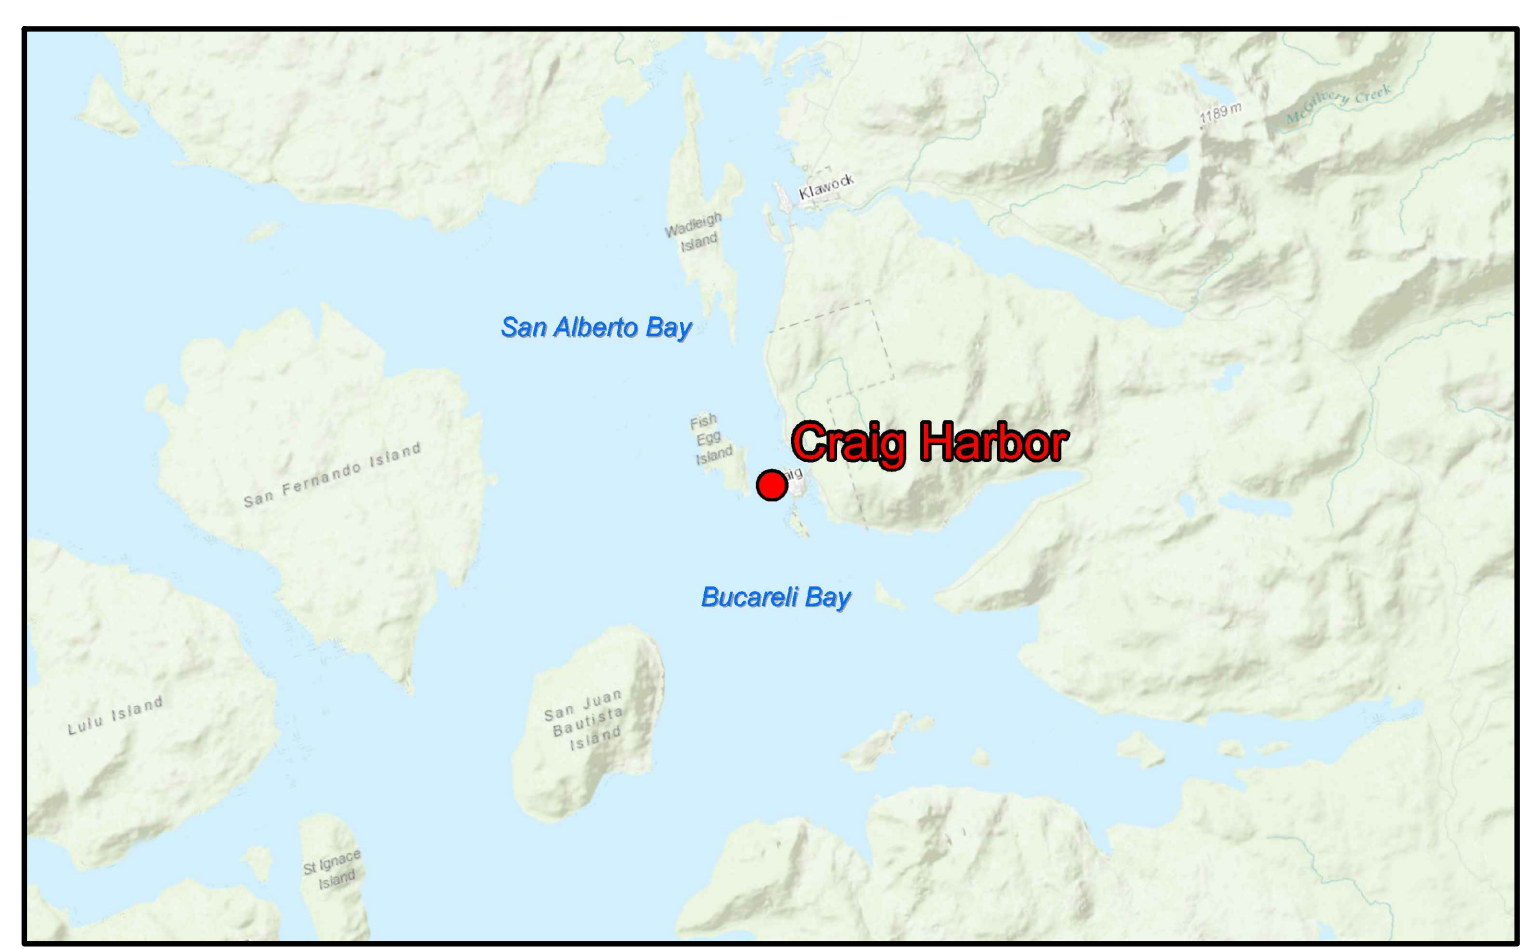 McGilvery Creek
1189 m
Klawock
Wadleigh
Island
San Alberto Bay
Fish
Egg
Island
Craig Harbor
aig
San Fernando Island
Bucareli Bay
Lulu Island
San Juan
Bautista
Island
St Ignace
Island